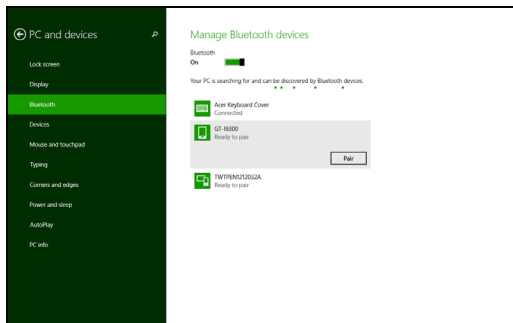 PC and devices
Lock screen
Display
Bluetooth
Devices
Mouse and touchpad
Typing
Corners and edges
Power and sleep
AutoPlay
PC info
Manage Bluetooth devices
Bluetooth
On
Your PC is searching for and can be discovered by Bluetooth devices.
Acer Keyboard Cover
Connected
GT-I9300
Ready to pair
Pair
TWTPEN1212032A
Ready to pair